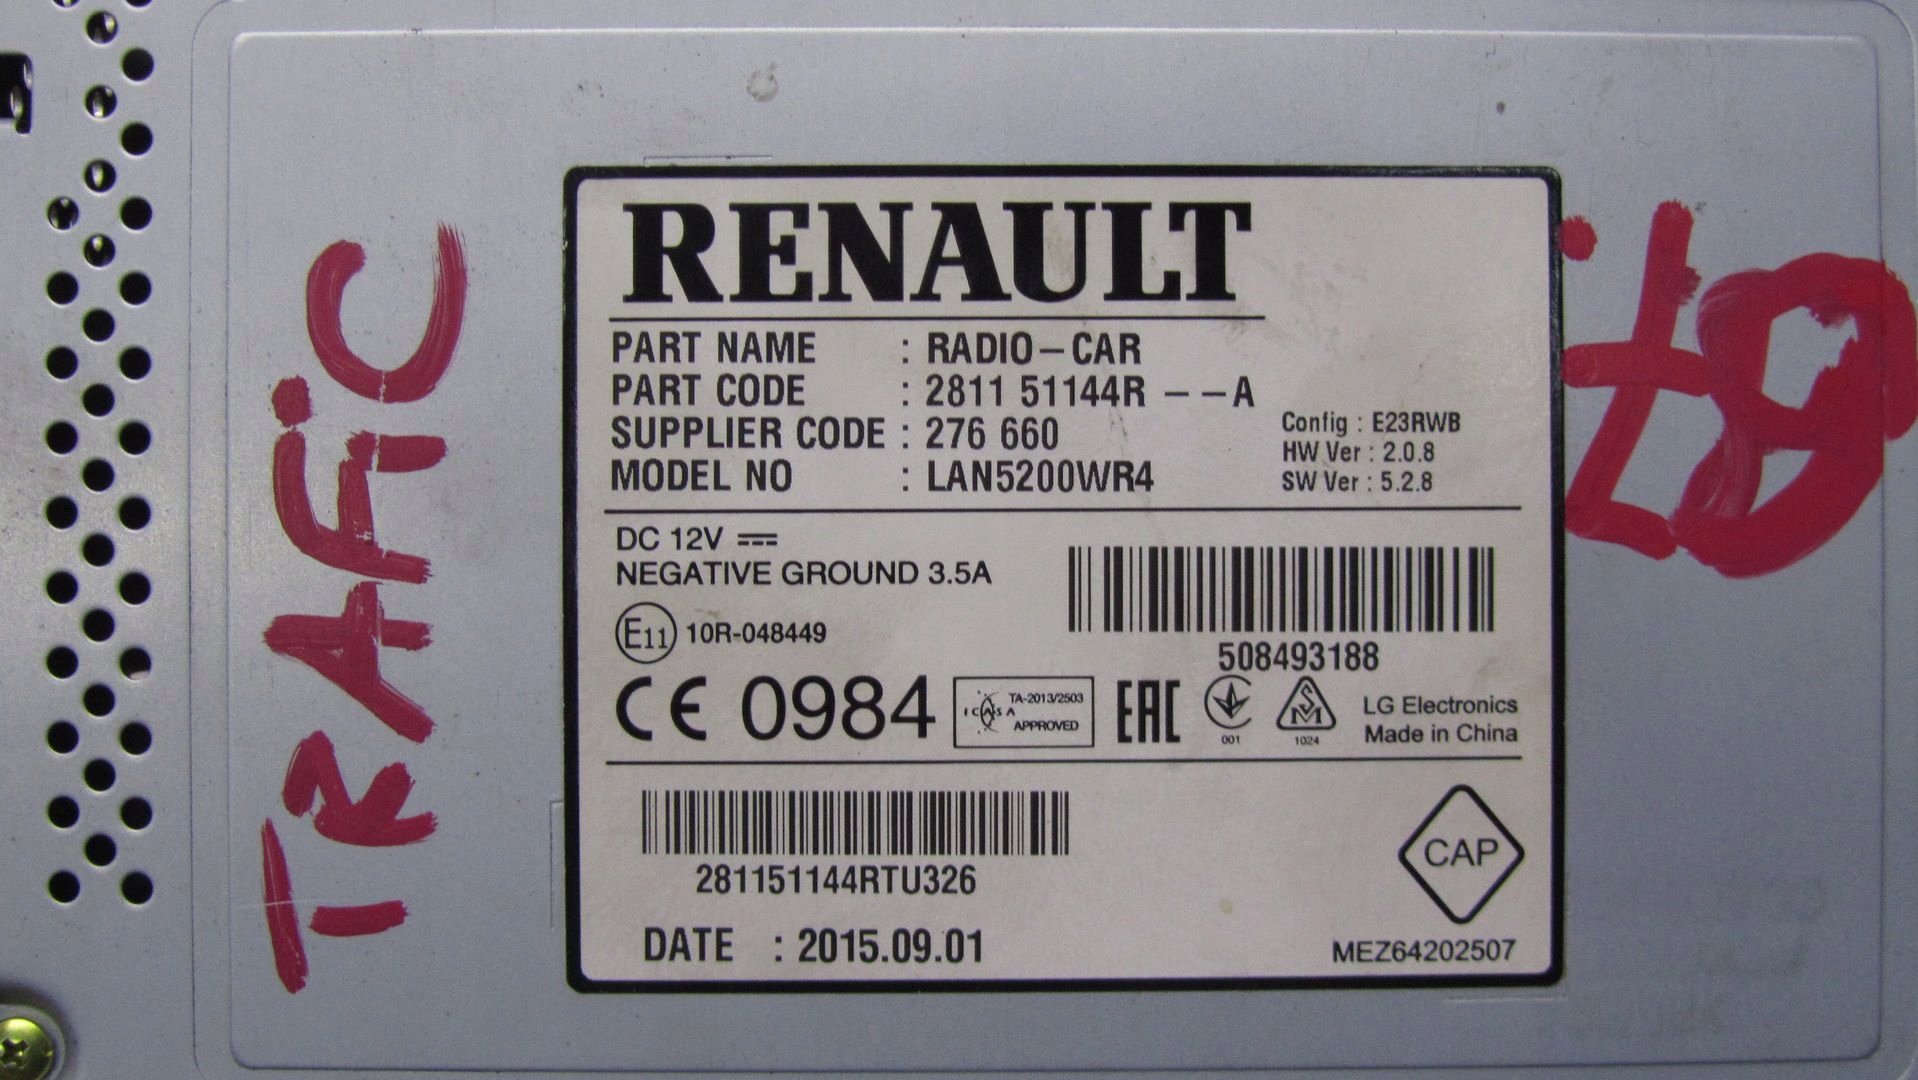 TRAFiC
RENAULT
PART NAME : RADIO–CAR
PART CODE : 2811 51144R – –A
SUPPLIER CODE : 276 660
MODEL NO : LAN5200WR4
Config : E23RWB
HW Ver : 2.0.8
SW Ver : 5.2.8
DC 12V
NEGATIVE GROUND 3.5A
E11 10R-048449
508493188
CE 0984
ICASA TA-2013/2503
APPROVED
EAC
001
SM
1024
LG Electronics
Made in China
281151144RTU326
CAP
DATE : 2015.09.01
MEZ64202507